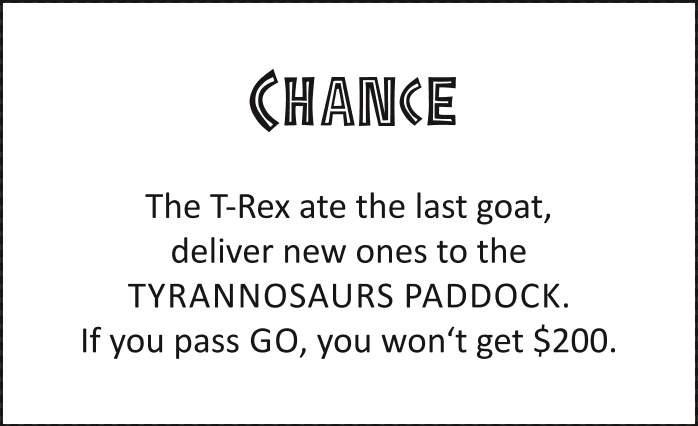 CHANCE
The T-Rex ate the last goat,
deliver new ones to the
TYRANNOSAURS PADDOCK.
If you pass GO, you won‘t get $200.